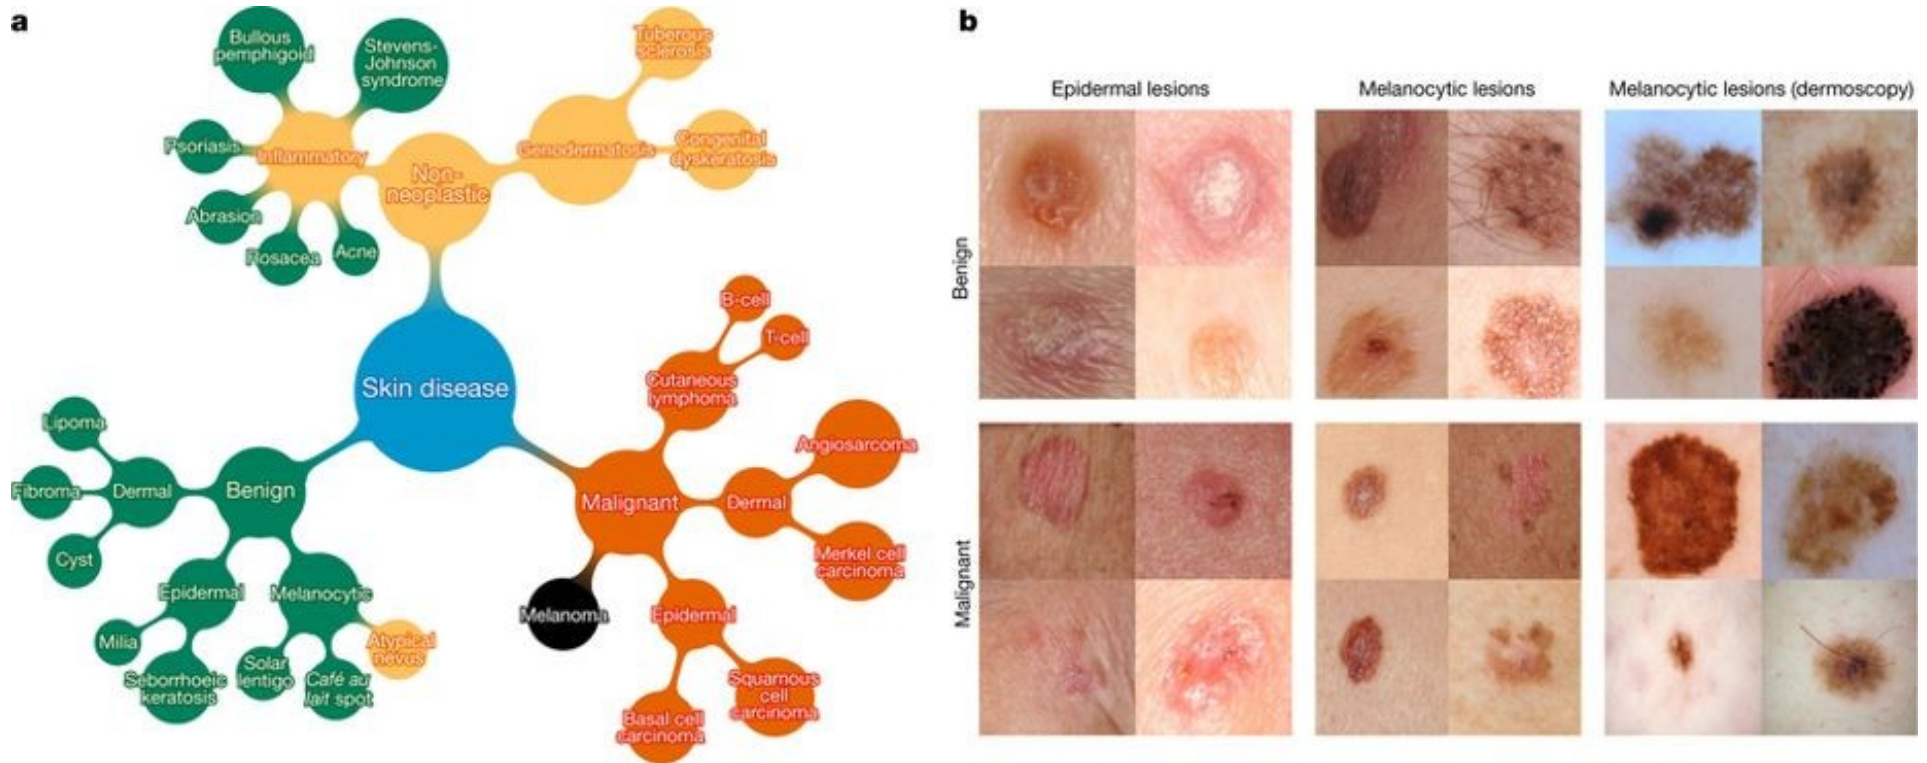 a
Bullous
pemphigoid
Stevens-
Johnson
syndrome
Tuberous
sclerosis
Psoriasis
Inflammatory
Genodermatosis
Congenital
dyskeratosis
Non-
neoplastic
Abrasion
Rosacea
Acne
B-cell
T-cell
Skin disease
Cutaneous
lymphoma
Lipoma
Angiosarcoma
Fibroma
Dermal
Benign
Malignant
Dermal
Cyst
Merkel cell
carcinoma
Epidermal
Melanocytic
Melanoma
Epidermal
Milia
Atypical
nevus
Seborrhoeic
keratosis
Solar
lentigo
Café au
lait spot
Squamous
cell
carcinoma
Basal cell
carcinoma
b
Epidermal lesions
Melanocytic lesions
Melanocytic lesions (dermoscopy)
Benign
Malignant